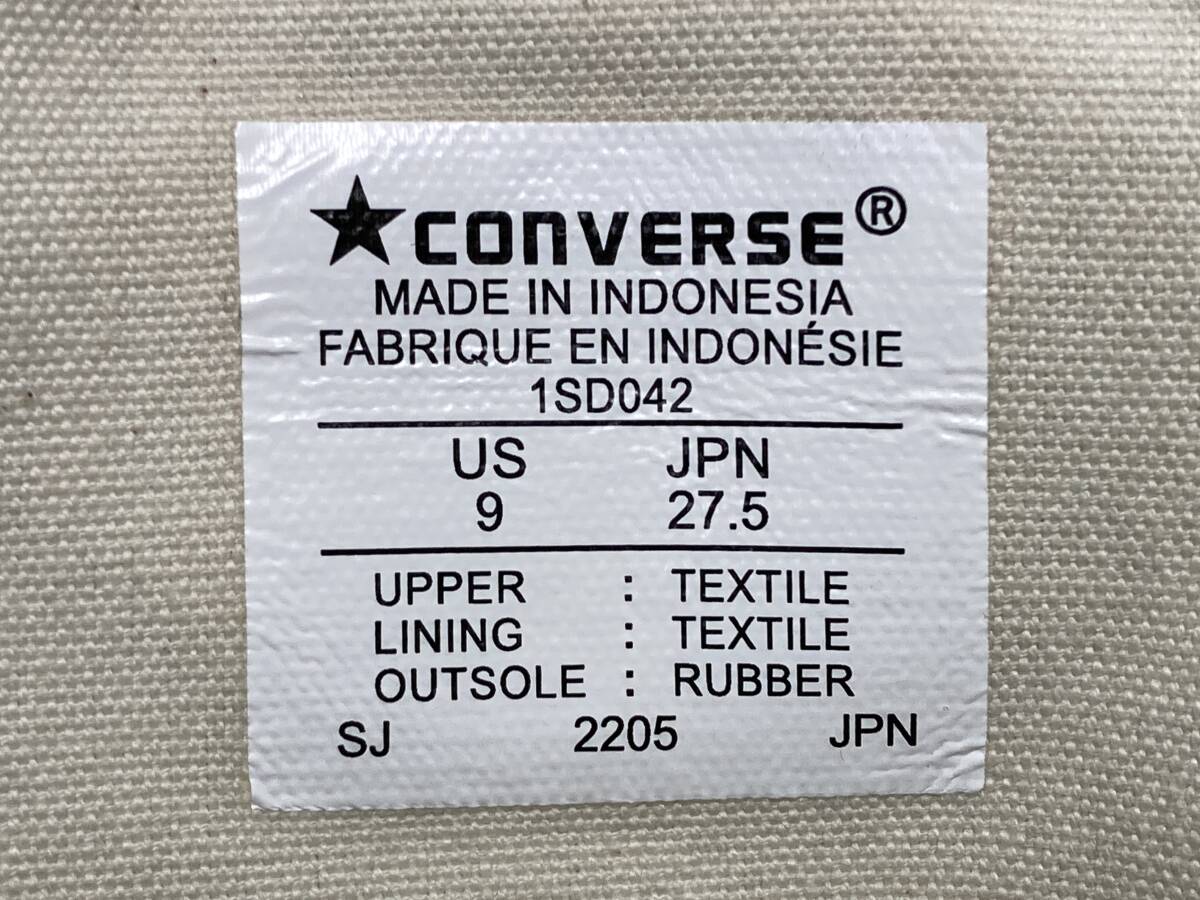 ★CONVERSE®
MADE IN INDONESIA
FABRIQUE EN INDONÉSIE
1SD042
US JPN
9 27.5
UPPER : TEXTILE
LINING : TEXTILE
OUTSOLE : RUBBER
SJ 2205 JPN